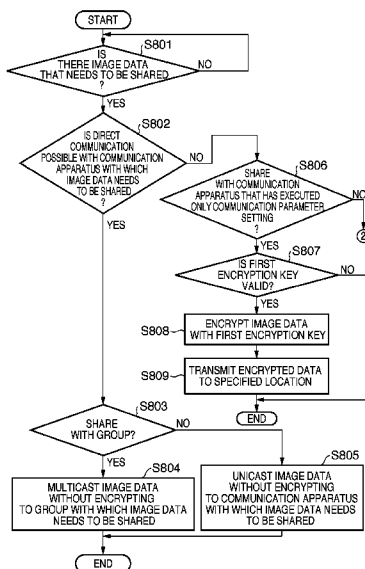 START
S801
IS
THERE IMAGE DATA
THAT NEEDS TO BE SHARED
?
NO
YES
S802
IS DIRECT
COMMUNICATION
POSSIBLE WITH COMMUNICATION
APPARATUS WITH WHICH
IMAGE DATA NEEDS
TO BE SHARED
?
NO
YES
S806
SHARE
WITH COMMUNICATION
APPARATUS THAT HAS EXECUTED
ONLY COMMUNICATION PARAMETER
SETTING
?
NO
2
YES
S807
IS FIRST
ENCRYPTION KEY
VALID?
NO
YES
S808
ENCRYPT IMAGE DATA
WITH FIRST ENCRYPTION KEY
S809
TRANSMIT ENCRYPTED DATA
TO SPECIFIED LOCATION
END
S803
SHARE
WITH GROUP?
NO
YES
S804
MULTICAST IMAGE DATA
WITHOUT ENCRYPTING
TO GROUP WITH WHICH IMAGE DATA
NEEDS TO BE SHARED
S805
UNICAST IMAGE DATA
WITHOUT ENCRYPTING
TO COMMUNICATION APPARATUS
WITH WHICH IMAGE DATA NEEDS
TO BE SHARED
END